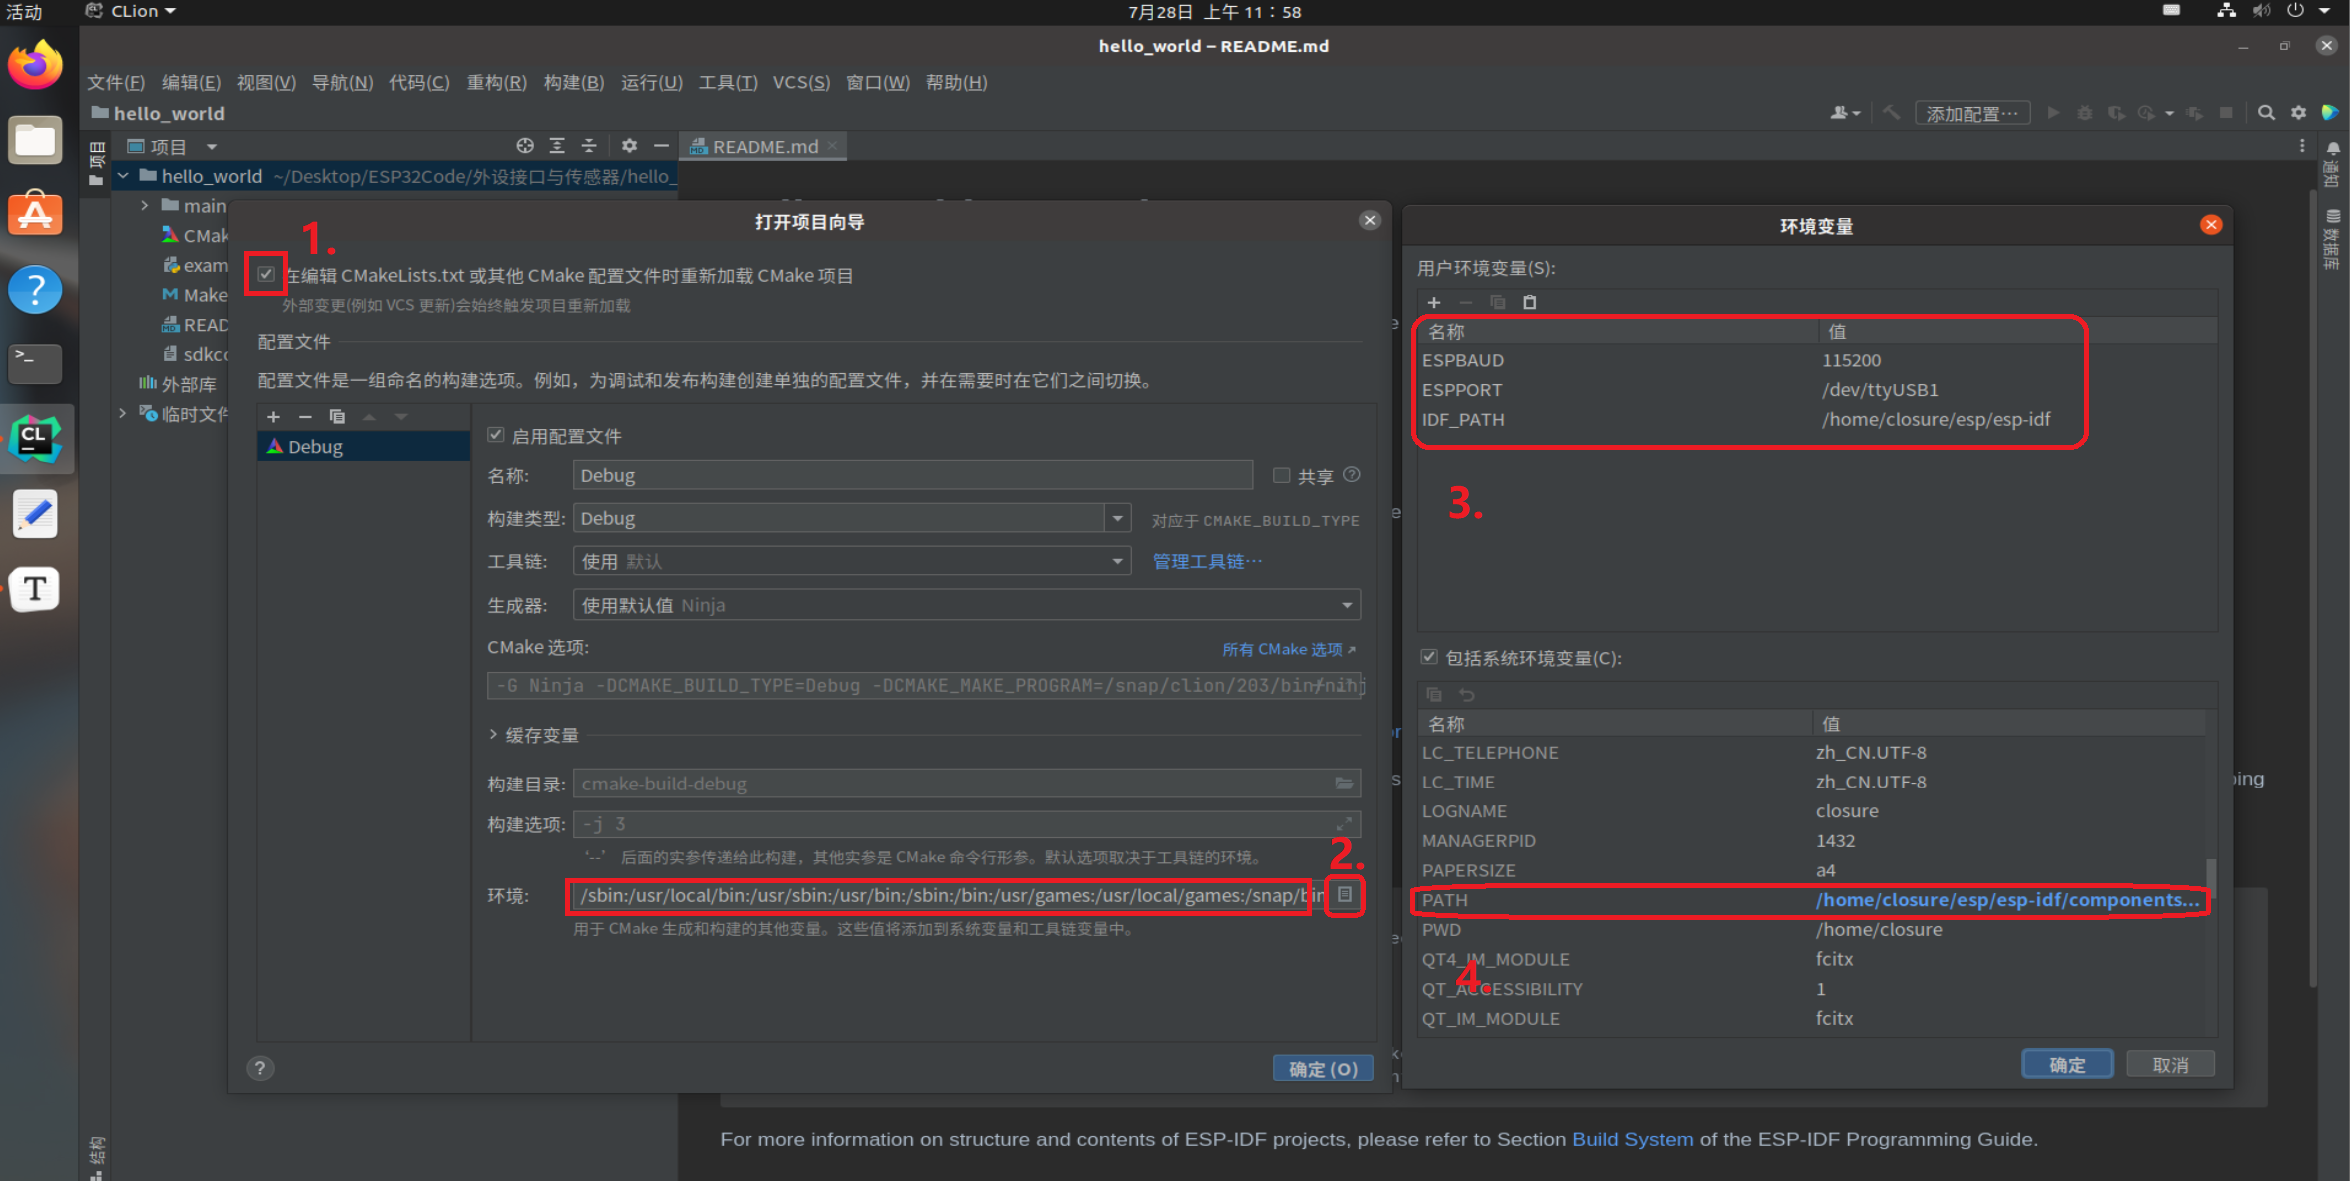 活动
CLion
7月28日 上午 11：58
hello_world – README.md
文件(F) 编辑(E) 视图(V) 导航(N) 代码(C) 重构(R) 构建(B) 运行(U) 工具(T) VCS(S) 窗口(W) 帮助(H)
hello_world
添加配置…
项目
项目
README.md
通知
数据库
hello_world ~/Desktop/ESP32Code/外设接口与传感器/hello_
main
CMak
exam
Make
READ
sdkco
外部库
临时文件
结构
打开项目向导
1.
在编辑 CMakeLists.txt 或其他 CMake 配置文件时重新加载 CMake 项目
外部变更(例如 VCS 更新)会始终触发项目重新加载
配置文件
配置文件是一组命名的构建选项。例如，为调试和发布构建创建单独的配置文件，并在需要时在它们之间切换。
Debug
启用配置文件
名称: Debug 共享
构建类型: Debug 对应于 CMAKE_BUILD_TYPE
工具链: 使用 默认 管理工具链…
生成器: 使用默认值 Ninja
CMake 选项: 所有 CMake 选项
-G Ninja -DCMAKE_BUILD_TYPE=Debug -DCMAKE_MAKE_PROGRAM=/snap/clion/203/bin/ninj
缓存变量
构建目录: cmake-build-debug
构建选项: -j 3
‘--’ 后面的实参传递给此构建，其他实参是 CMake 命令行形参。默认选项取决于工具链的环境。
2.
环境: /sbin:/usr/local/bin:/usr/sbin:/usr/bin:/sbin:/bin:/usr/games:/usr/local/games:/snap/bin
用于 CMake 生成和构建的其他变量。这些值将添加到系统变量和工具链变量中。
?
确定 (O)
环境变量
用户环境变量(S):
名称 值
ESPBAUD 115200
ESPPORT /dev/ttyUSB1
IDF_PATH /home/closure/esp/esp-idf
3.
包括系统环境变量(C):
名称 值
LC_TELEPHONE zh_CN.UTF-8
LC_TIME zh_CN.UTF-8
LOGNAME closure
MANAGERPID 1432
PAPERSIZE a4
PATH /home/closure/esp/esp-idf/components...
PWD /home/closure
QT4_IM_MODULE fcitx
4.
QT_ACCESSIBILITY 1
QT_IM_MODULE fcitx
确定 取消
For more information on structure and contents of ESP-IDF projects, please refer to Section Build System of the ESP-IDF Programming Guide.